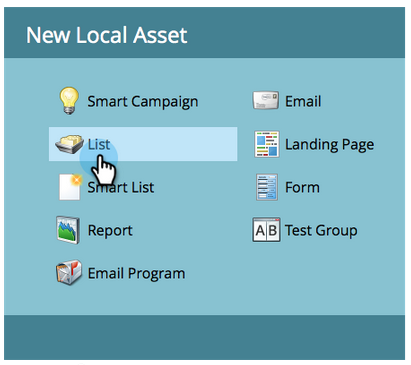 New Local Asset
Smart Campaign
Email
List
Landing Page
Smart List
Form
Report
AB Test Group
Email Program